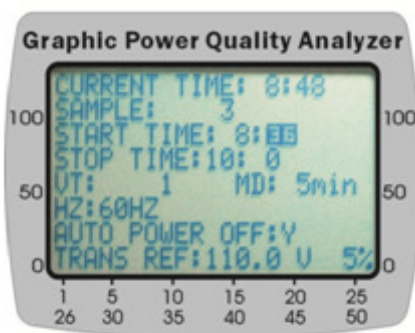 Graphic Power Quality Analyzer
CURRENT TIME: 8:48
SAMPLE: 3
START TIME: 8:35
STOP TIME:10: 0
VT: 1 MD: 5min
HZ:60HZ
AUTO POWER OFF:Y
TRANS REF:110.0 V 5%
100 100
50 50
0 0
1 5 10 15 20 25
26 30 35 40 45 50